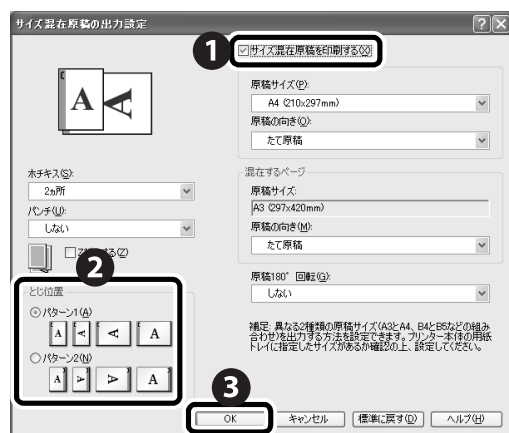 サイズ混在原稿の出力設定
1
サイズ混在原稿を印刷する(X)
A A
原稿サイズ(P):
A4 (210x297mm)
原稿の向き(O):
たて原稿
ホチキス(S):
2ヵ所
パンチ(U):
しない
2
とじ位置
パターン1(A)
A A A A
パターン2(N)
A A A A
混在するページ
原稿サイズ:
A3 (297x420mm)
原稿の向き(M):
たて原稿
原稿180°回転(G):
しない
補足: 異なる2種類の原稿サイズ(A3とA4、B4とB5などの組み
合わせ)を出力する方法を設定できます。プリンター本体の用紙
トレイに指定したサイズがあるか確認の上、設定してください。
3
OK キャンセル 標準に戻す(D) ヘルプ(H)